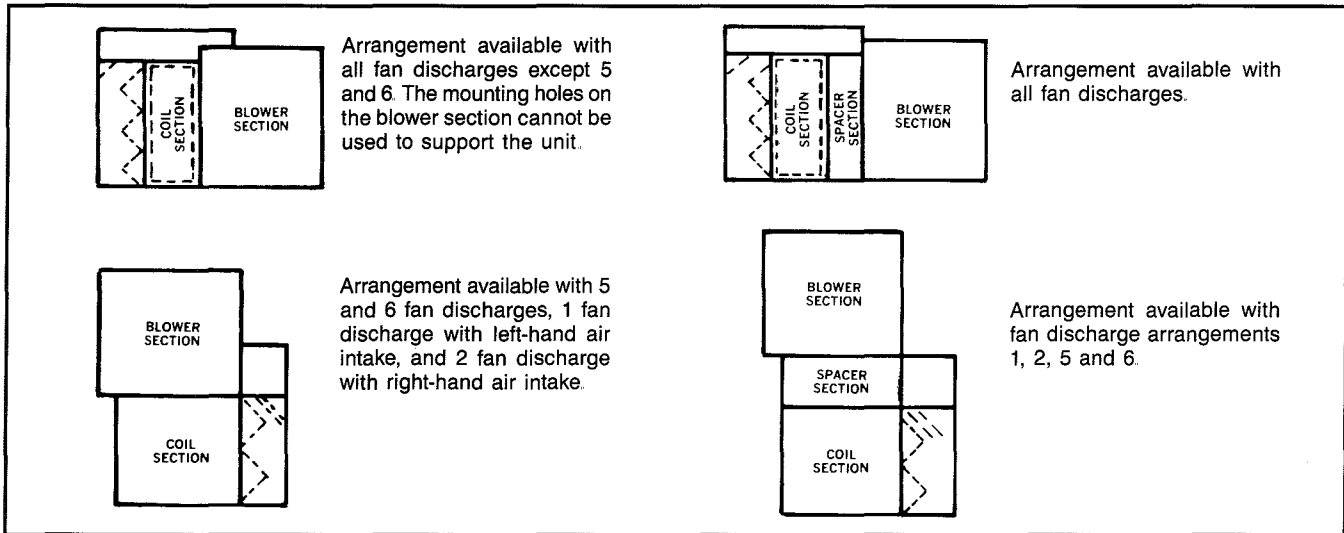 COIL
SECTION
BLOWER
SECTION
Arrangement available with
all fan discharges except 5
and 6. The mounting holes on
the blower section cannot be
used to support the unit.
COIL
SECTION
SPACER
SECTION
BLOWER
SECTION
Arrangement available with
all fan discharges.
BLOWER
SECTION
COIL
SECTION
Arrangement available with 5
and 6 fan discharges, 1 fan
discharge with left-hand air
intake, and 2 fan discharge
with right-hand air intake.
BLOWER
SECTION
SPACER
SECTION
COIL
SECTION
Arrangement available with
fan discharge arrangements
1, 2, 5 and 6.